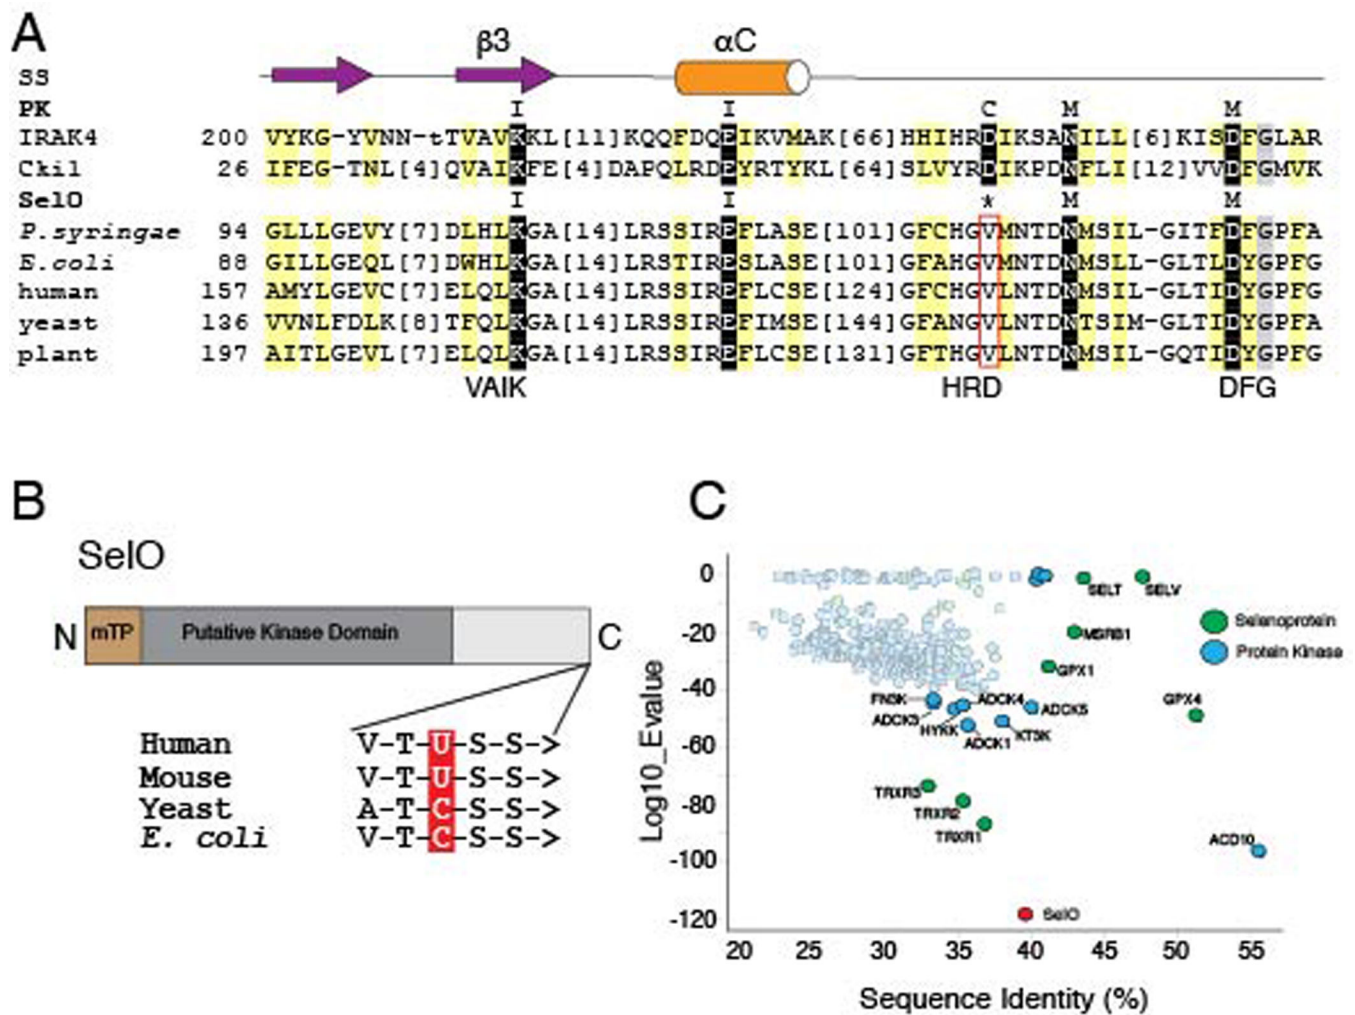 A
β3 αC
SS
PK I I C M M
IRAK4 200 VYKG-YVNN-tTVAVKKL[11]KQQFDQEIKVMAK[66]HHIHRDIKSANILL[6]KISDFGLAR
Cki1 26 IFEG-TNL[4]QVAIKFE[4]DAPQLRDEYRTYKL[64]SLVYRDIKPDNFLI[12]VVDFGMVK
SelO I I * M M
P.syringae 94 GLLLGEVY[7]DLHLKGA[14]LRSSIREFLASE[101]GFCHGVMNTDNMSIL-GITFDFGPFA
E.coli 88 GILLGEQL[7]DWHLKGA[14]LRSTIRESLASE[101]GFAHGVMNTDNMSLL-GLTLDYGPFG
human 157 AMYLGEVC[7]ELQLKGA[14]LRSSIREFLCSE[124]GFCHGVLNTDNMSIL-GLTIDYGPFG
yeast 136 VVNLFDLK[8]TFQLKGA[14]LRSSIREFIMSE[144]GFANGVLNTDNTSIM-GLTIDYGPFA
plant 197 AITLGEVL[7]ELQLKGA[14]LRSSIREFLCSE[131]GFTHGVLNTDNMSIL-GQTIDYGPFG
VAIK HRD DFG
B
SelO
N mTP Putative Kinase Domain C
Human V-T-U-S-S->
Mouse V-T-U-S-S->
Yeast A-T-C-S-S->
E. coli V-T-C-S-S->
C
Log10_Evalue
0
-20
-40
-60
-80
-100
-120
20 25 30 35 40 45 50 55
Sequence Identity (%)
SELT SELV
Selenoprotein
Protein Kinase
MSRB1
GPX1
GPX4
FN3K ADCK4
ADCK3 HYKK ADCK5
ADCK1 KTSK
TRXR3
TRXR2
TRXR1
ACD10
SelO